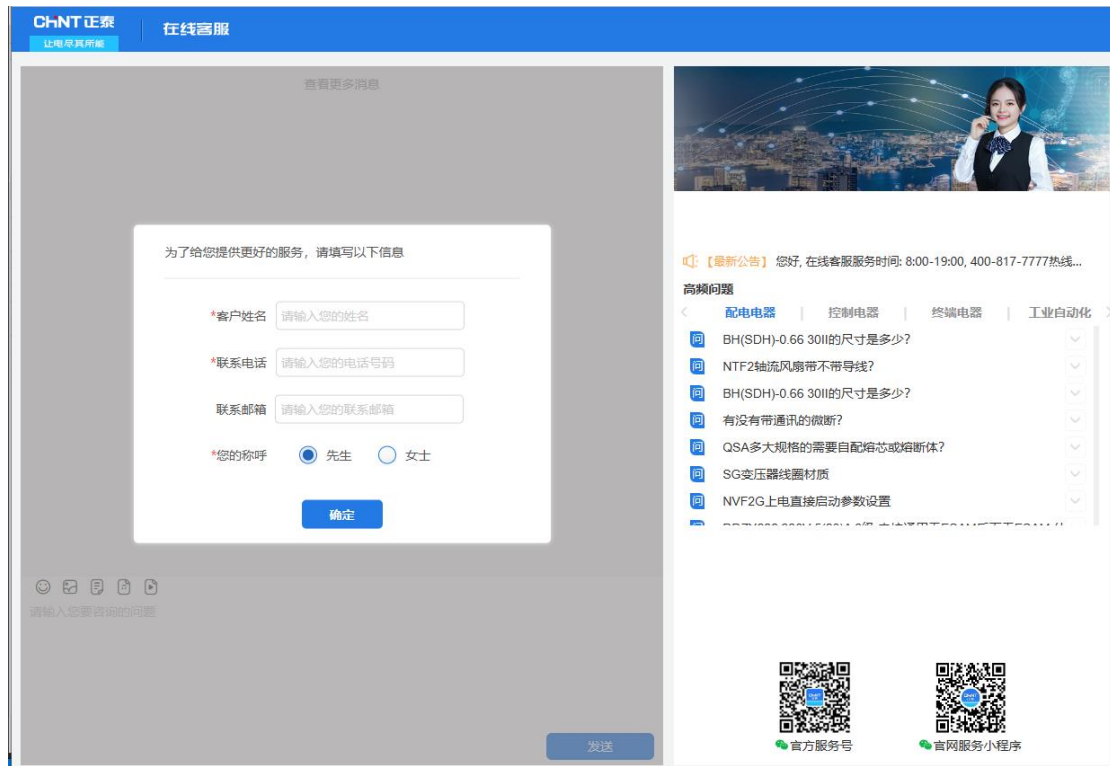 CHNT 正泰
让电尽其所能
在线客服
查看更多消息
为了给您提供更好的服务，请填写以下信息
*客户姓名 请输入您的姓名
*联系电话 请输入您的电话号码
联系邮箱 请输入您的联系邮箱
*您的称呼 先生 女士
确定
请输入您要咨询的问题
发送
【最新公告】 您好, 在线客服服务时间: 8:00-19:00, 400-817-7777热线...
高频问题
配电电器 | 控制电器 | 终端电器 | 工业自动化
问 BH(SDH)-0.66 30II的尺寸是多少?
问 NTF2轴流风扇带不带导线?
问 BH(SDH)-0.66 30II的尺寸是多少?
问 有没有带通讯的微断?
问 QSA多大规格的需要自配熔芯或熔断体?
问 SG变压器线圈材质
问 NVF2G上电直接启动参数设置
官方服务号
官网服务小程序